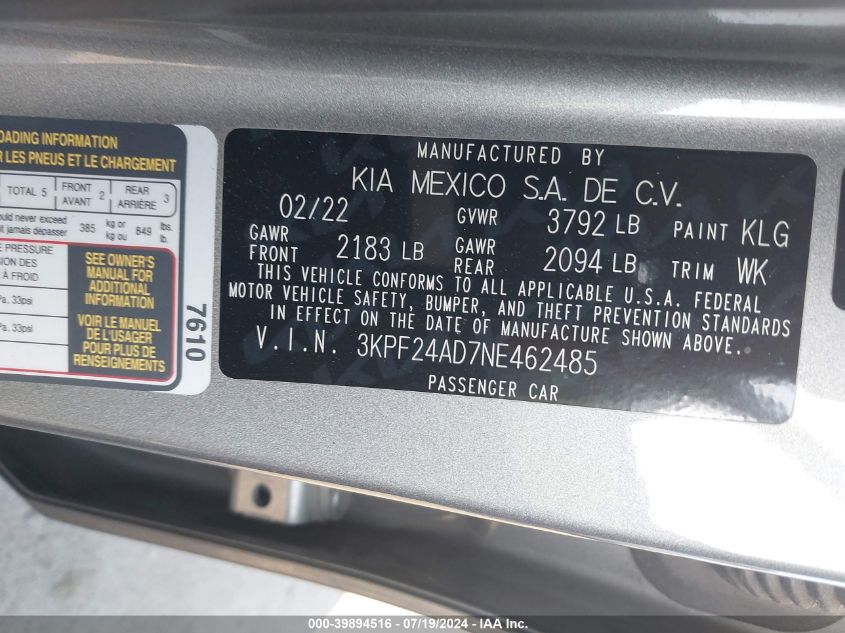 OADING INFORMATION
R LES PNEUS ET LE CHARGEMENT
TOTAL 5 FRONT AVANT 2 REAR ARRIÈRE 3
ould never exceed
it jamais dépasser 385 kg or kg ou 849 lbs. lb.
E PRESSURE
SION DES
À FROID
Pa, 33psi
Pa, 33psi
SEE OWNER'S
MANUAL FOR
ADDITIONAL
INFORMATION
VOIR LE MANUEL
DE L'USAGER
POUR PLUS DE
RENSEIGNEMENTS
7610
MANUFACTURED BY
KIA MEXICO S.A. DE C.V.
02/22 GVWR 3792 LB PAINT KLG
GAWR FRONT 2183 LB GAWR REAR 2094 LB TRIM WK
THIS VEHICLE CONFORMS TO ALL APPLICABLE U.S.A. FEDERAL
MOTOR VEHICLE SAFETY, BUMPER, AND THEFT PREVENTION STANDARDS
IN EFFECT ON THE DATE OF MANUFACTURE SHOWN ABOVE.
V.I.N. 3KPF24AD7NE462485
PASSENGER CAR
000-39894516 - 07/19/2024 - IAA Inc.